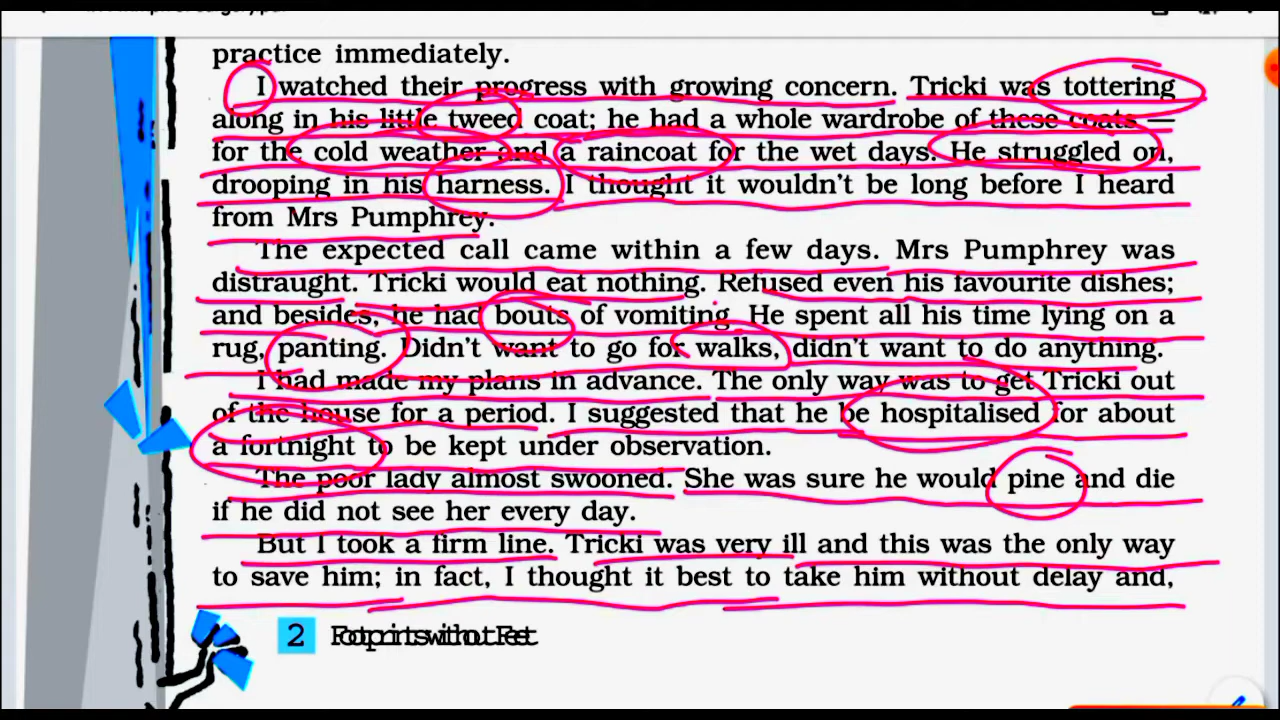 practice immediately.
I watched their progress with growing concern. Tricki was tottering
along in his little tweed coat; he had a whole wardrobe of these coats —
for the cold weather and a raincoat for the wet days. He struggled on,
drooping in his harness. I thought it wouldn't be long before I heard
from Mrs Pumphrey.
The expected call came within a few days. Mrs Pumphrey was
distraught. Tricki would eat nothing. Refused even his favourite dishes;
and besides, he had bouts of vomiting. He spent all his time lying on a
rug, panting. Didn't want to go for walks, didn't want to do anything.
I had made my plans in advance. The only way was to get Tricki out
of the house for a period. I suggested that he be hospitalised for about
a fortnight to be kept under observation.
The poor lady almost swooned. She was sure he would pine and die
if he did not see her every day.
But I took a firm line. Tricki was very ill and this was the only way
to save him; in fact, I thought it best to take him without delay and,
2 Footprints without Feet